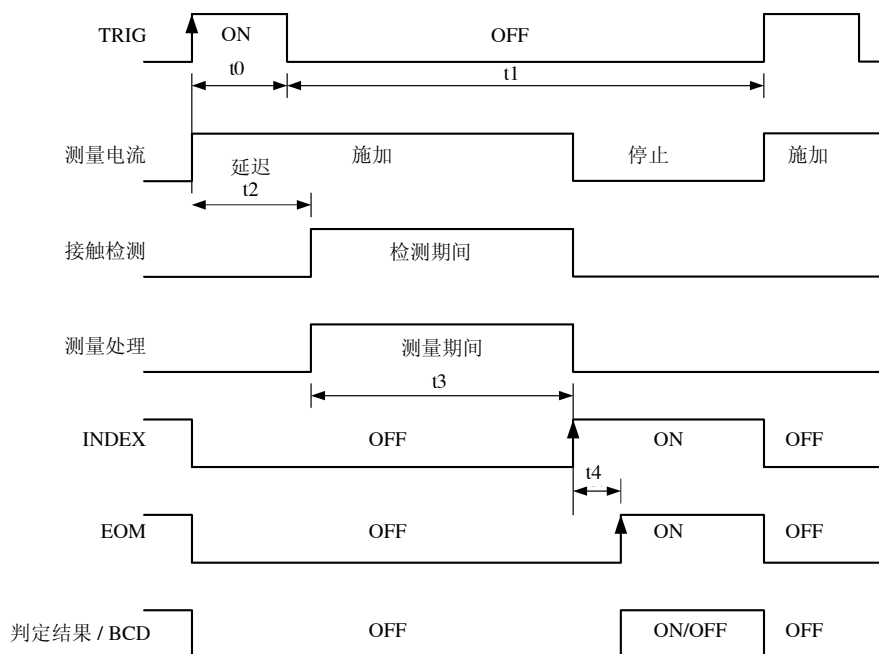 TRIG ON OFF
t0 t1
测量电流 施加 停止 施加
延迟
t2
接触检测 检测期间
测量处理 测量期间
t3
INDEX OFF ON OFF
t4
EOM OFF ON OFF
判定结果 / BCD OFF ON/OFF OFF